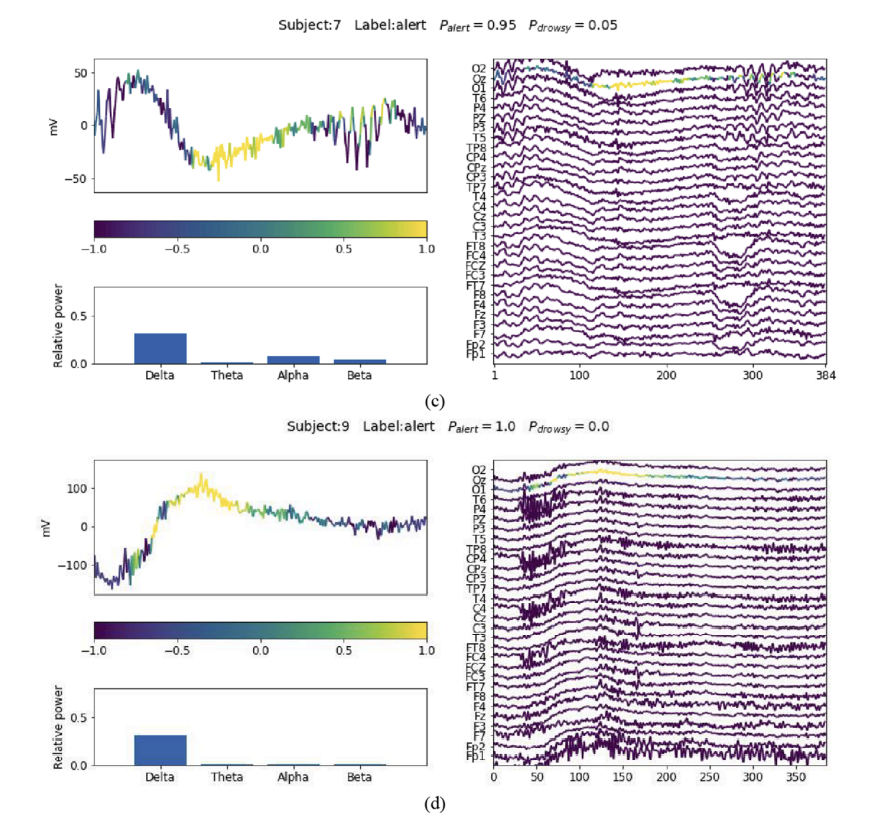 Subject:7 Label:alert P_alert = 0.95 P_drowsy = 0.05
50
0
−50
mV
−1.0 −0.5 0.0 0.5 1.0
0.5
0.0
Relative power
Delta Theta Alpha Beta
O2
Oz
O1
T6
P4
PZ
P3
T5
TP8
CP4
CPz
CP3
TP7
T4
C4
Cz
C3
T3
FT8
FC4
FCZ
FC3
FT7
F8
F4
Fz
F3
F7
Fp2
Fp1
1 100 200 300 384
(c)
Subject:9 Label:alert P_alert = 1.0 P_drowsy = 0.0
100
0
−100
mV
−1.0 −0.5 0.0 0.5 1.0
0.5
0.0
Relative power
Delta Theta Alpha Beta
O2
Oz
O1
T6
P4
PZ
P3
T5
TP8
CP4
CPz
CP3
TP7
T4
C4
Cz
C3
T3
FT8
FC4
FCZ
FC3
FT7
F8
F4
Fz
F3
F7
Fp2
Fp1
0 50 100 150 200 250 300 350
(d)